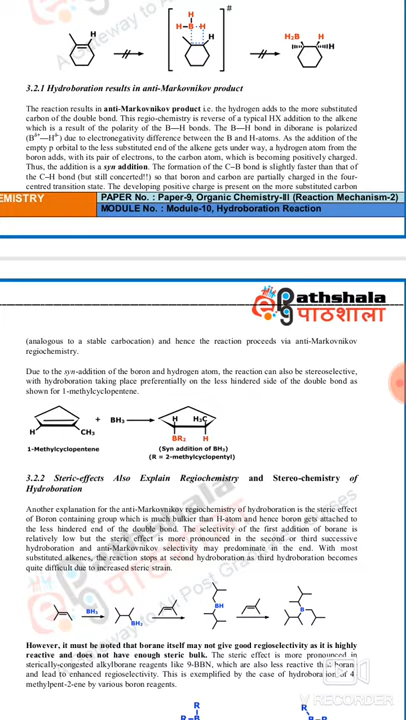 H
H
H–B·H
H
#
H₂B
H
H
3.2.1 Hydroboration results in anti-Markovnikov product
The reaction results in anti-Markovnikov product i.e. the hydrogen adds to the more substituted
carbon of the double bond. This regio-chemistry is reverse of a typical HX addition to the alkene
which is a result of the polarity of the B—H bonds. The B—H bond in diborane is polarized
(Bᵟ⁺—Hᵟ⁻) due to electronegativity difference between the B and H-atoms. As the addition of the
empty p orbital to the less substituted end of the alkene gets under way, a hydrogen atom from the
boron adds, with its pair of electrons, to the carbon atom, which is becoming positively charged.
Thus, the addition is a syn addition. The formation of the C–B bond is slightly faster than that of
the C–H bond (but still concerted!!) so that boron and carbon are partially charged in the four-
centred transition state. The developing positive charge is present on the more substituted carbon
EMISTRY
PAPER No. : Paper-9, Organic Chemistry-III (Reaction Mechanism-2)
MODULE No. : Module-10, Hydroboration Reaction
Pathshala
पाठशाला
(analogous to a stable carbocation) and hence the reaction proceeds via anti-Markovnikov
regiochemistry.
Due to the syn-addition of the boron and hydrogen atom, the reaction can also be stereoselective,
with hydroboration taking place preferentially on the less hindered side of the double bond as
shown for 1-methylcyclopentene.
H
CH₃
+ BH₃
H H₃C
BR₂ H
1-Methylcyclopentene
(Syn addition of BH₃)
(R = 2-methylcyclopentyl)
3.2.2 Steric-effects Also Explain Regiochemistry and Stereo-chemistry of
Hydroboration
Another explanation for the anti-Markovnikov regiochemistry of hydroboration is the steric effect
of Boron containing group which is much bulkier than H-atom and hence boron gets attached to
the less hindered end of the double bond. The selectivity of the first addition of borane is
relatively low but the steric effect is more pronounced in the second or third successive
hydroboration and anti-Markovnikov selectivity may predominate in the end. With most
substituted alkenes, the reaction stops at second hydroboration as third hydroboration becomes
quite difficult due to increased steric strain.
BH₃
BH₂
BH
B
However, it must be noted that borane itself may not give good regioselectivity as it is highly
reactive and does not have enough steric bulk. The steric effect is more pronounced in
sterically-congested alkylborane reagents like 9-BBN, which are also less reactive than boran
and lead to enhanced regioselectivity. This is exemplified by the case of hydroboration of 4
methylpent-2-ene by various boron reagents.
V RECORDER
R
R–B
R
B–R